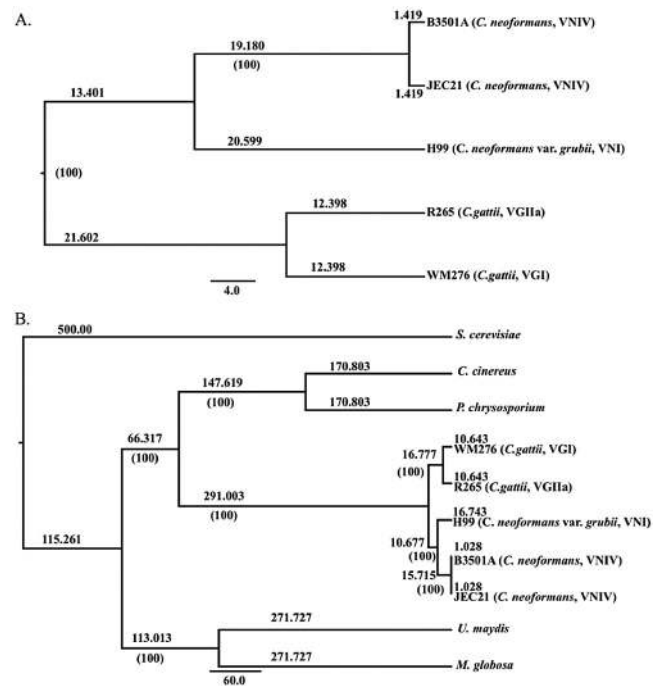 A.
1.419
B3501A (C. neoformans, VNIV)
19.180
(100)
JEC21 (C. neoformans, VNIV)
1.419
13.401
20.599
H99 (C. neoformans var. grubii, VNI)
(100)
12.398
R265 (C.gattii, VGIIa)
21.602
12.398
WM276 (C.gattii, VGI)
4.0
B.
500.00
S. cerevisiae
170.803
C. cinereus
147.619
(100)
170.803
P. chrysosporium
66.317
(100)
10.643
WM276 (C.gattii, VGI)
16.777
(100)
10.643
R265 (C.gattii, VGIIa)
291.003
(100)
16.743
H99 (C. neoformans var. grubii, VNI)
115.261
10.677
(100)
1.028
B3501A (C. neoformans, VNIV)
15.715
(100)
1.028
JEC21 (C. neoformans, VNIV)
271.727
U. maydis
113.013
(100)
271.727
M. globosa
60.0